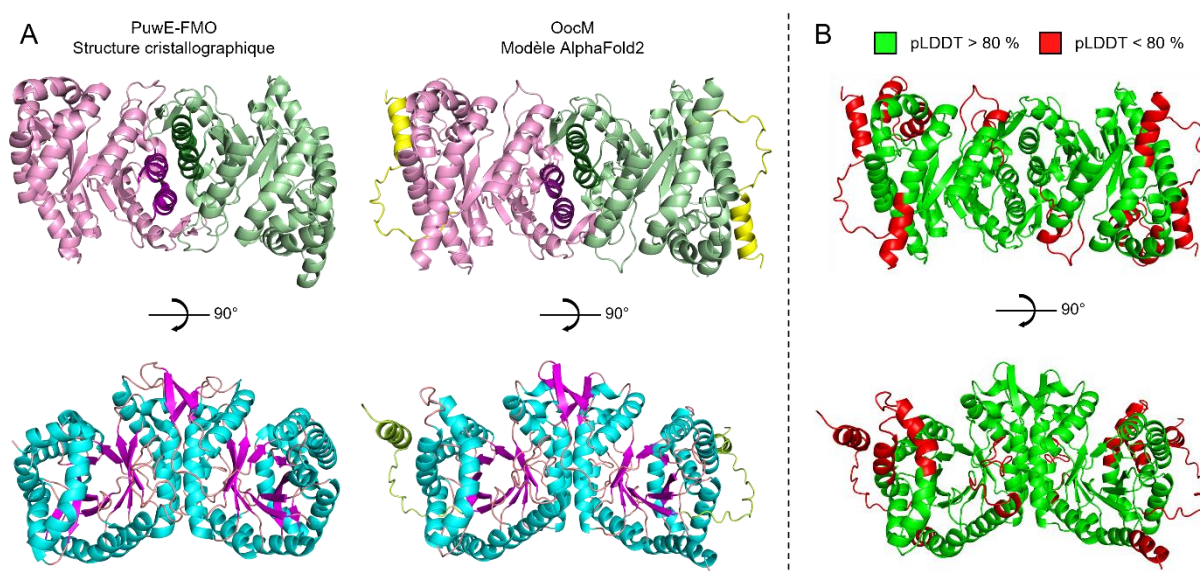 A
PuwE-FMO
Structure cristallographique
OocM
Modèle AlphaFold2
B
pLDDT > 80 %
pLDDT < 80 %
90°
90°
90°